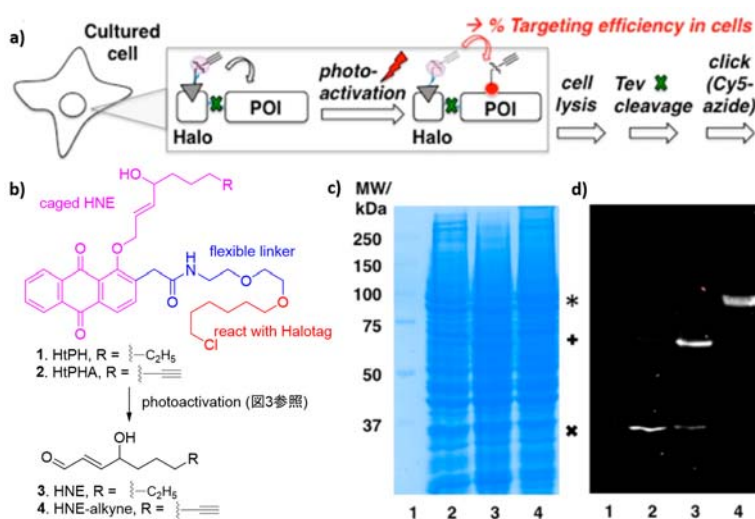 a)
Cultured
cell
→ % Targeting efficiency in cells
photo-
activation
POI
Halo
POI
Halo
cell
lysis
Tev ✖
cleavage
click
(Cy5-
azide)
b)
HO
R
caged HNE
O
O
O
H
N
O
flexible linker
O
O
Cl
react with Halotag
1. HtPH, R = C₂H₅
2. HtPHA, R =
photoactivation (図3参照)
OH
O
R
3. HNE, R = C₂H₅
4. HNE-alkyne, R =
c)
MW/
kDa
250
150
100
75
50
37
1 2 3 4
*
+
×
d)
1 2 3 4